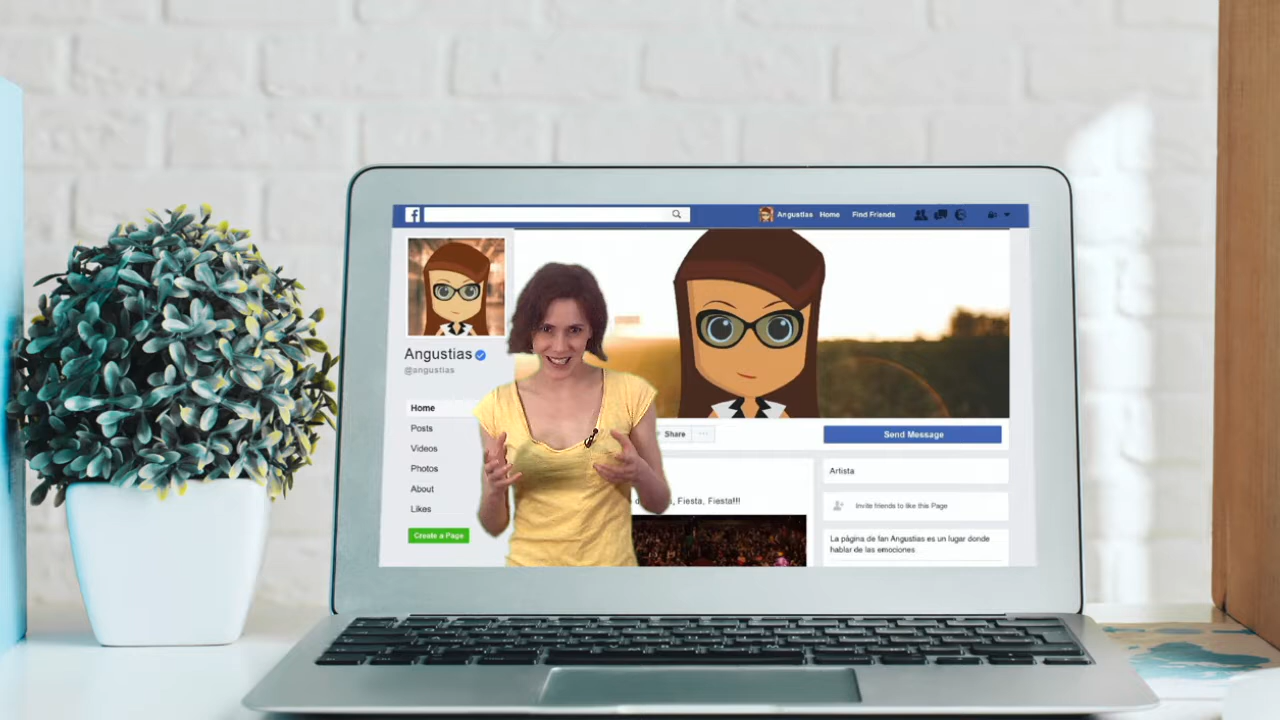 f
Angustias Home Find Friends
Angustias
@angustias
Home
Posts
Videos
Photos
About
Likes
Create a Page
Share ...
, Fiesta, Fiesta!!!
Send Message
Artista
Invite friends to like this Page
La página de fan Angustias es un lugar donde
hablar de las emociones